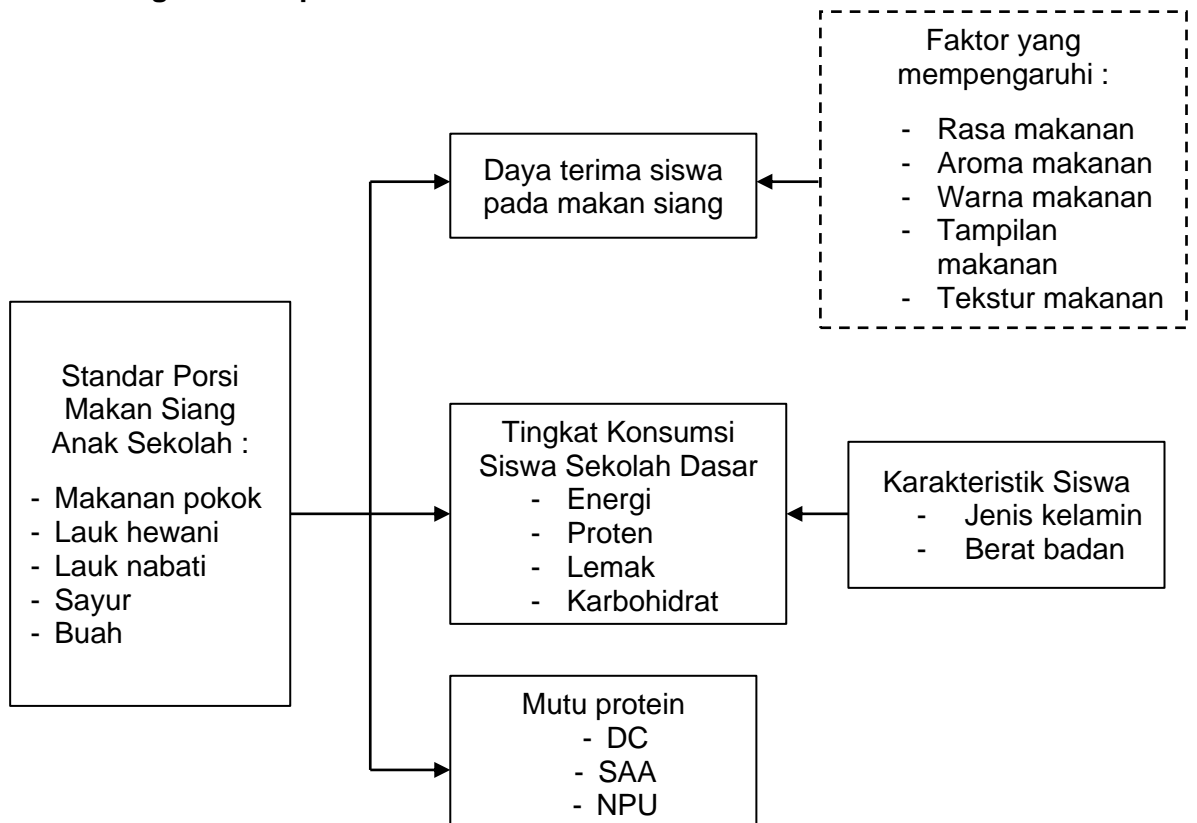 Faktor yang
mempengaruhi :
- Rasa makanan
- Aroma makanan
- Warna makanan
- Tampilan
makanan
- Tekstur makanan
Daya terima siswa
pada makan siang
Standar Porsi
Makan Siang
Anak Sekolah :
- Makanan pokok
- Lauk hewani
- Lauk nabati
- Sayur
- Buah
Tingkat Konsumsi
Siswa Sekolah Dasar
- Energi
- Proten
- Lemak
- Karbohidrat
Karakteristik Siswa
- Jenis kelamin
- Berat badan
Mutu protein
- DC
- SAA
- NPU